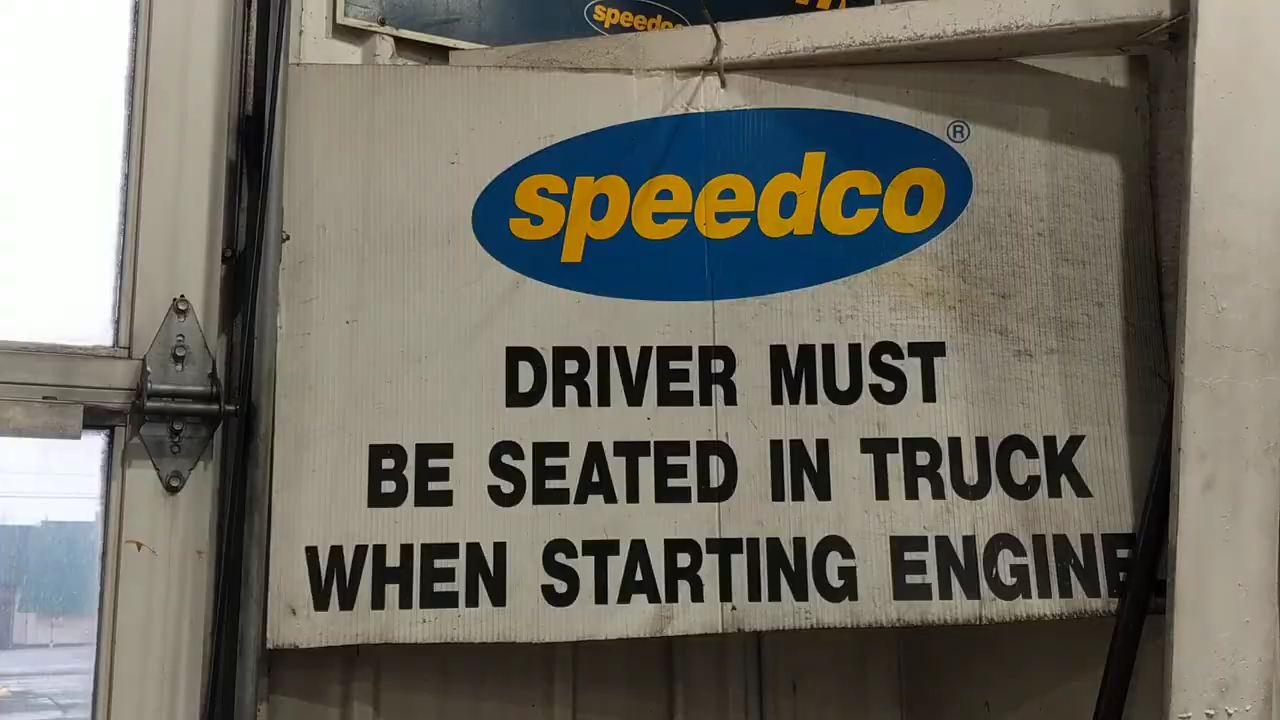 speedco
speedco ®
DRIVER MUST
BE SEATED IN TRUCK
WHEN STARTING ENGINE